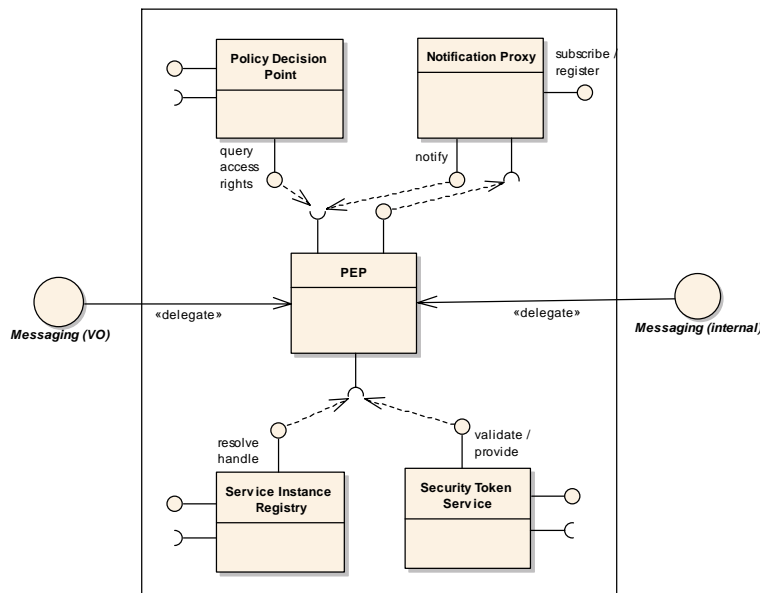 Policy Decision
Point
Notification Proxy
subscribe /
register
query
access
rights
notify
PEP
«delegate»
«delegate»
Messaging (VO)
Messaging (internal)
resolve
handle
validate /
provide
Service Instance
Registry
Security Token
Service